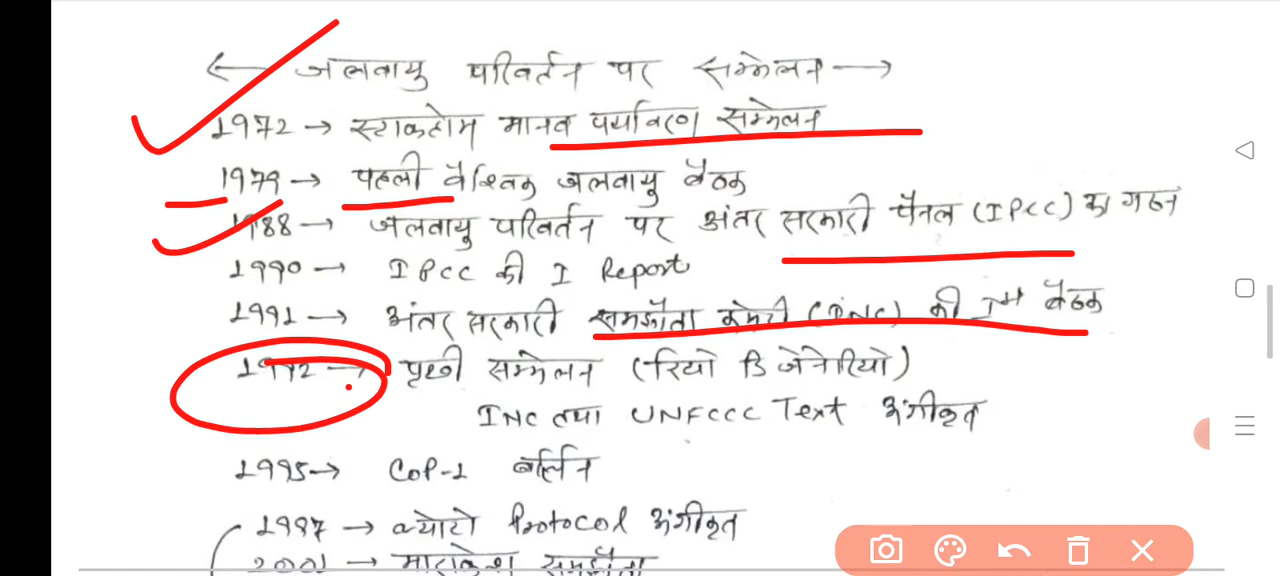 ← जलवायु परिवर्तन पर सम्मेलन →
1972 → स्टाकहोम मानव पर्यावरण सम्मेलन
1979 → पहली वैश्विक जलवायु बैठक
1988 → जलवायु परिवर्तन पर अंतर सरकारी पैनल (IPCC) का गठन
1990 → IPCC की I Report
1991 → अंतर सरकारी समझौता कमेटी (INC) की Ist बैठक
1992 → पृथ्वी सम्मेलन (रियो डि जेनेरियो)
INC तथा UNFCCC Text अंगीकृत
1995 → CoP-1 बर्लिन
1997 → क्योटो Protocol अंगीकृत
2001 → माराकेश समझौता